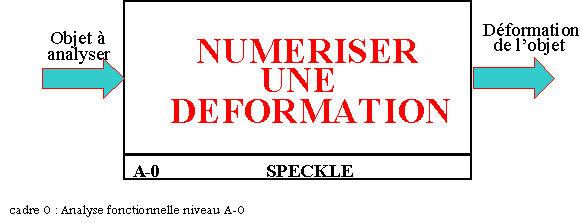 Objet à
analyser
NUMERISER
UNE
DEFORMATION
Déformation
de l'objet
A-0 SPECKLE
cadre 0 : Analyse fonctionnelle niveau A-0